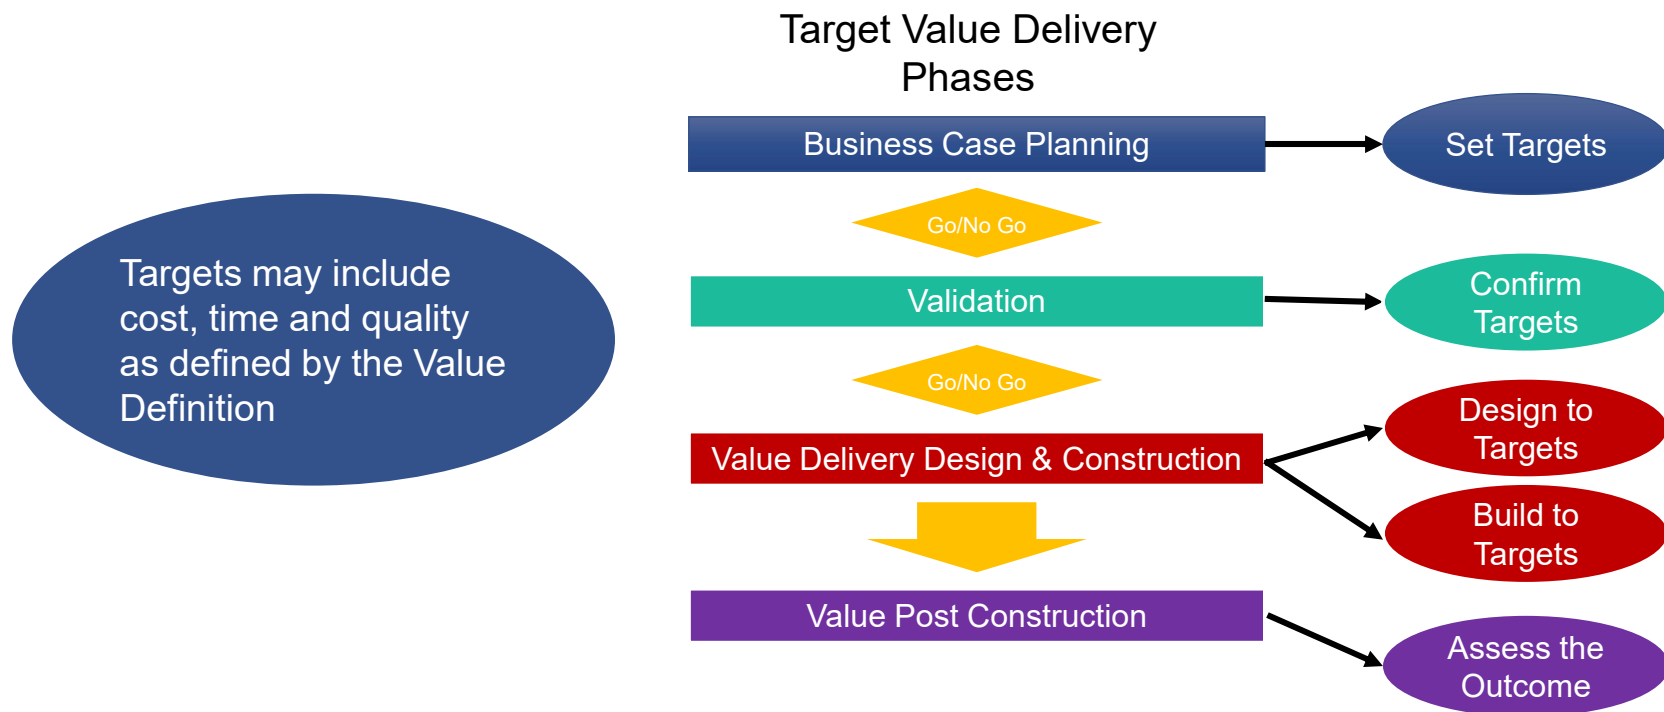 Target Value Delivery
Phases
Business Case Planning
Set Targets
Go/No Go
Targets may include
cost, time and quality
as defined by the Value
Definition
Validation
Confirm
Targets
Go/No Go
Value Delivery Design & Construction
Design to
Targets
Build to
Targets
Value Post Construction
Assess the
Outcome